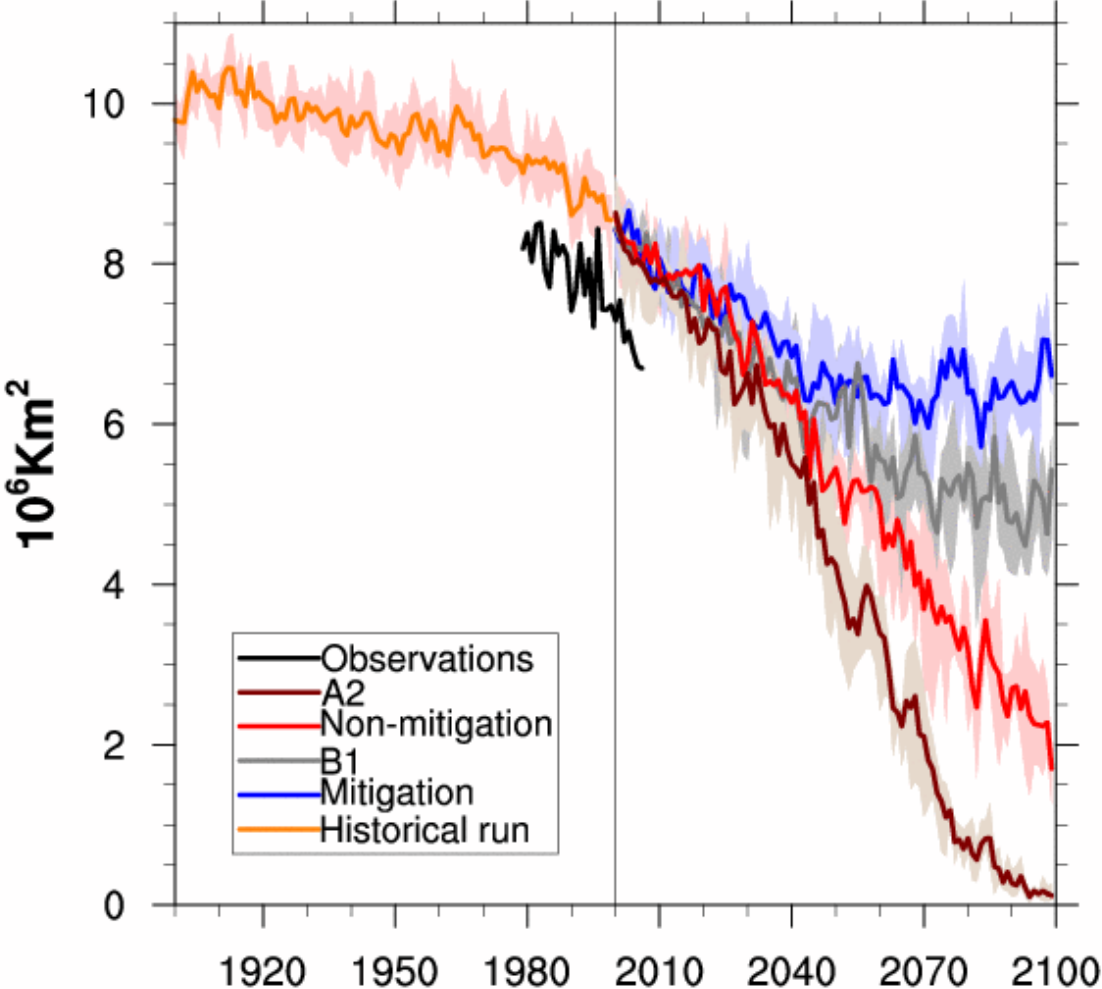 10
8
6
4
2
0
10⁶Km²
Observations
A2
Non-mitigation
B1
Mitigation
Historical run
1920 1950 1980 2010 2040 2070 2100